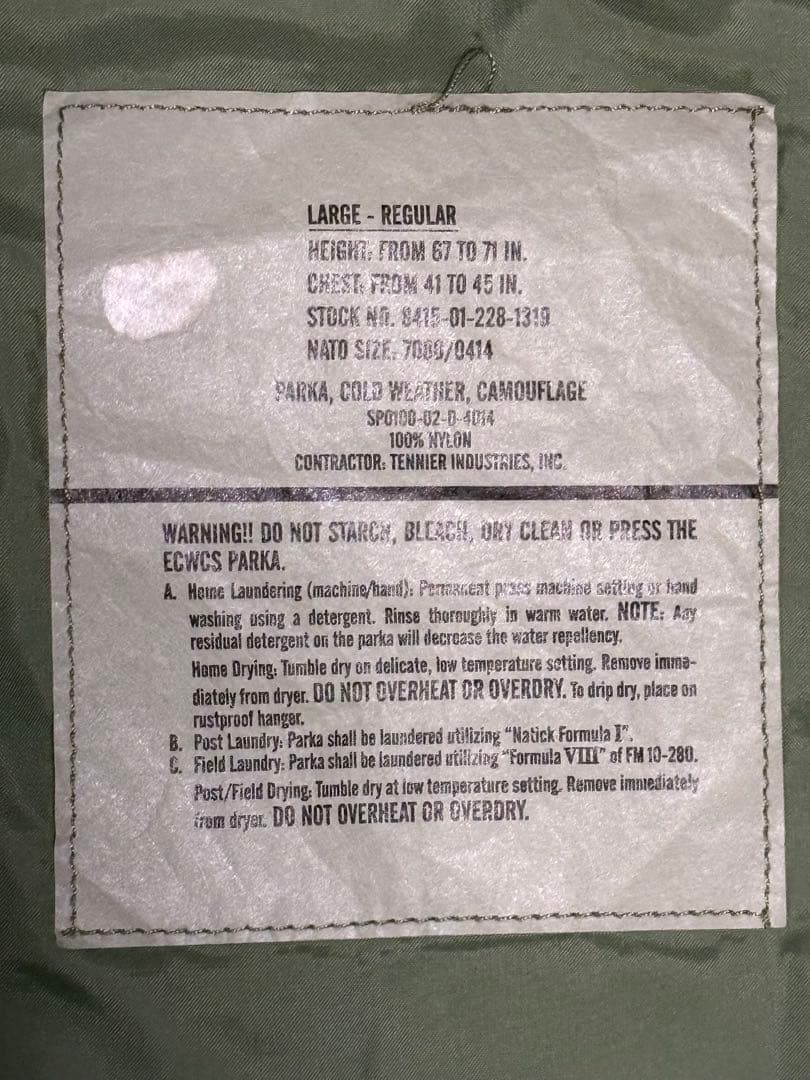 LARGE - REGULAR
HEIGHT: FROM 67 TO 71 IN.
CHEST: FROM 41 TO 45 IN.
STOCK NO. 8415-01-228-1319
NATO SIZE: 7080/0414
PARKA, COLD WEATHER, CAMOUFLAGE
SPO100-02-D-4014
100% NYLON
CONTRACTOR: TENNIER INDUSTRIES, INC.
WARNING!! DO NOT STARCH, BLEACH, DRY CLEAN OR PRESS THE
ECWCS PARKA.
A. Home Laundering (machine/hand): Permanent press machine setting or hand
washing using a detergent. Rinse thoroughly in warm water. NOTE: Any
residual detergent on the parka will decrease the water repellency.
Home Drying: Tumble dry on delicate, low temperature setting. Remove imme-
diately from dryer. DO NOT OVERHEAT OR OVERDRY. To drip dry, place on
rustproof hanger.
B. Post Laundry: Parka shall be laundered utilizing "Natick Formula I".
C. Field Laundry: Parka shall be laundered utilizing "Formula VIII" of FM 10-280.
Post/Field Drying: Tumble dry at low temperature setting. Remove immediately
from dryer. DO NOT OVERHEAT OR OVERDRY.